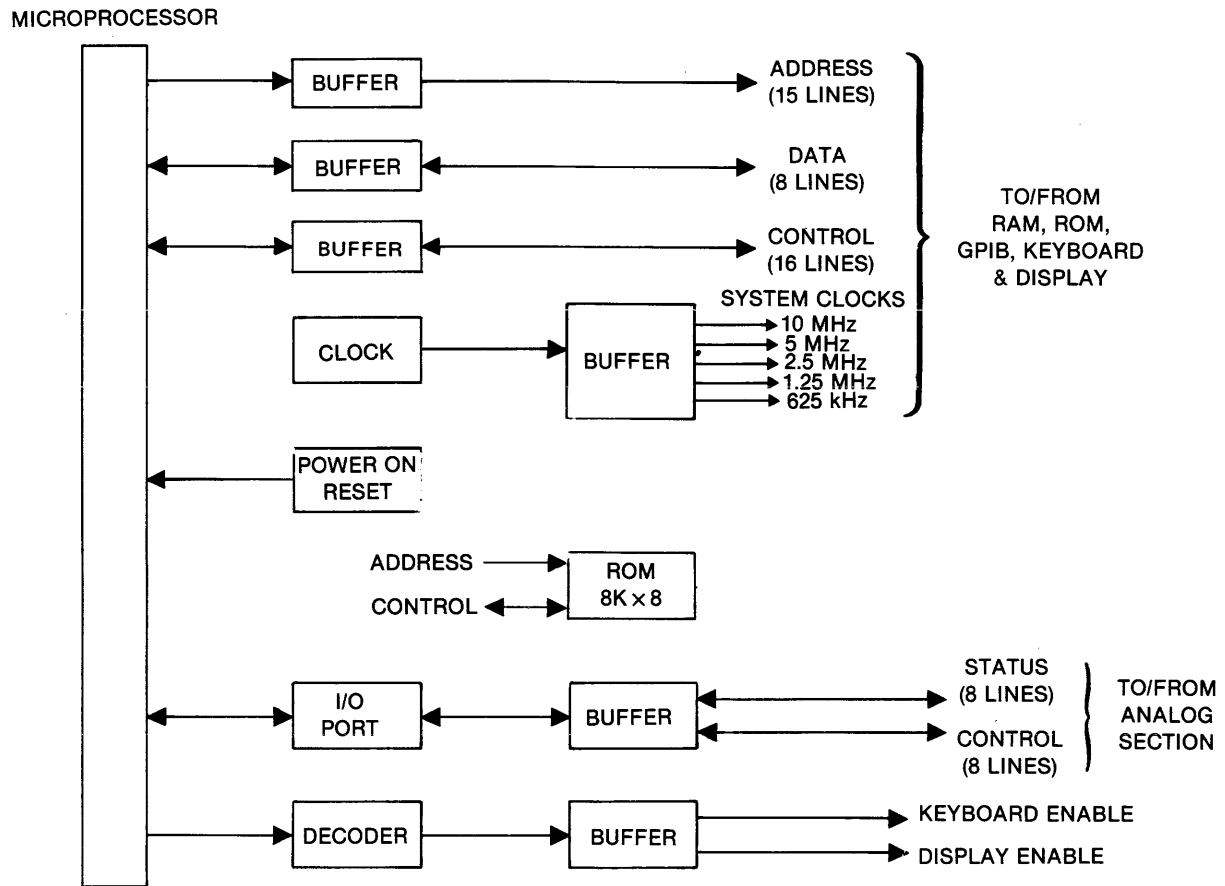 MICROPROCESSOR
BUFFER
ADDRESS
(15 LINES)
BUFFER
DATA
(8 LINES)
BUFFER
CONTROL
(16 LINES)
TO/FROM
RAM, ROM,
GPIB, KEYBOARD
& DISPLAY
CLOCK
BUFFER
SYSTEM CLOCKS
10 MHz
5 MHz
2.5 MHz
1.25 MHz
625 kHz
POWER ON
RESET
ADDRESS
CONTROL
ROM
8K × 8
I/O
PORT
BUFFER
STATUS
(8 LINES)
CONTROL
(8 LINES)
TO/FROM
ANALOG
SECTION
DECODER
BUFFER
KEYBOARD ENABLE
DISPLAY ENABLE